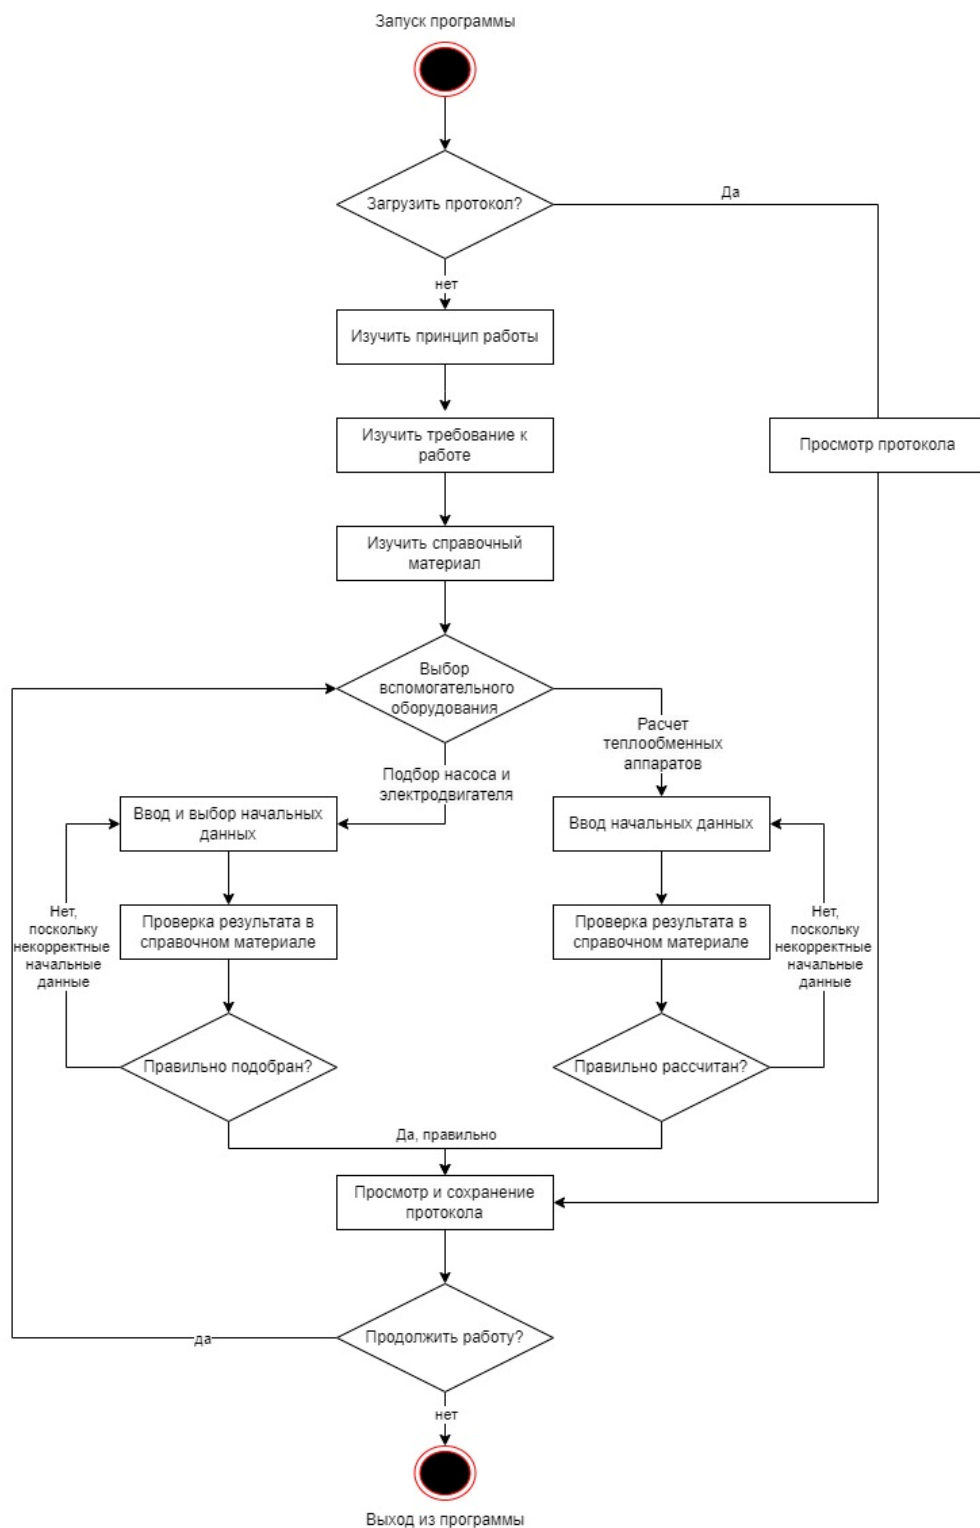 Запуск программы
Загрузить протокол?
Да
нет
Изучить принцип работы
Изучить требование к
работе
Просмотр протокола
Изучить справочный
материал
Выбор
вспомогательного
оборудования
Расчет
теплообменных
аппаратов
Подбор насоса и
электродвигателя
Ввод и выбор начальных
данных
Ввод начальных данных
Нет,
поскольку
некорректные
начальные
данные
Проверка результата в
справочном материале
Проверка результата в
справочном материале
Нет,
поскольку
некорректные
начальные
данные
Правильно подобран?
Правильно рассчитан?
Да, правильно
Просмотр и сохранение
протокола
Продолжить работу?
да
нет
Выход из программы